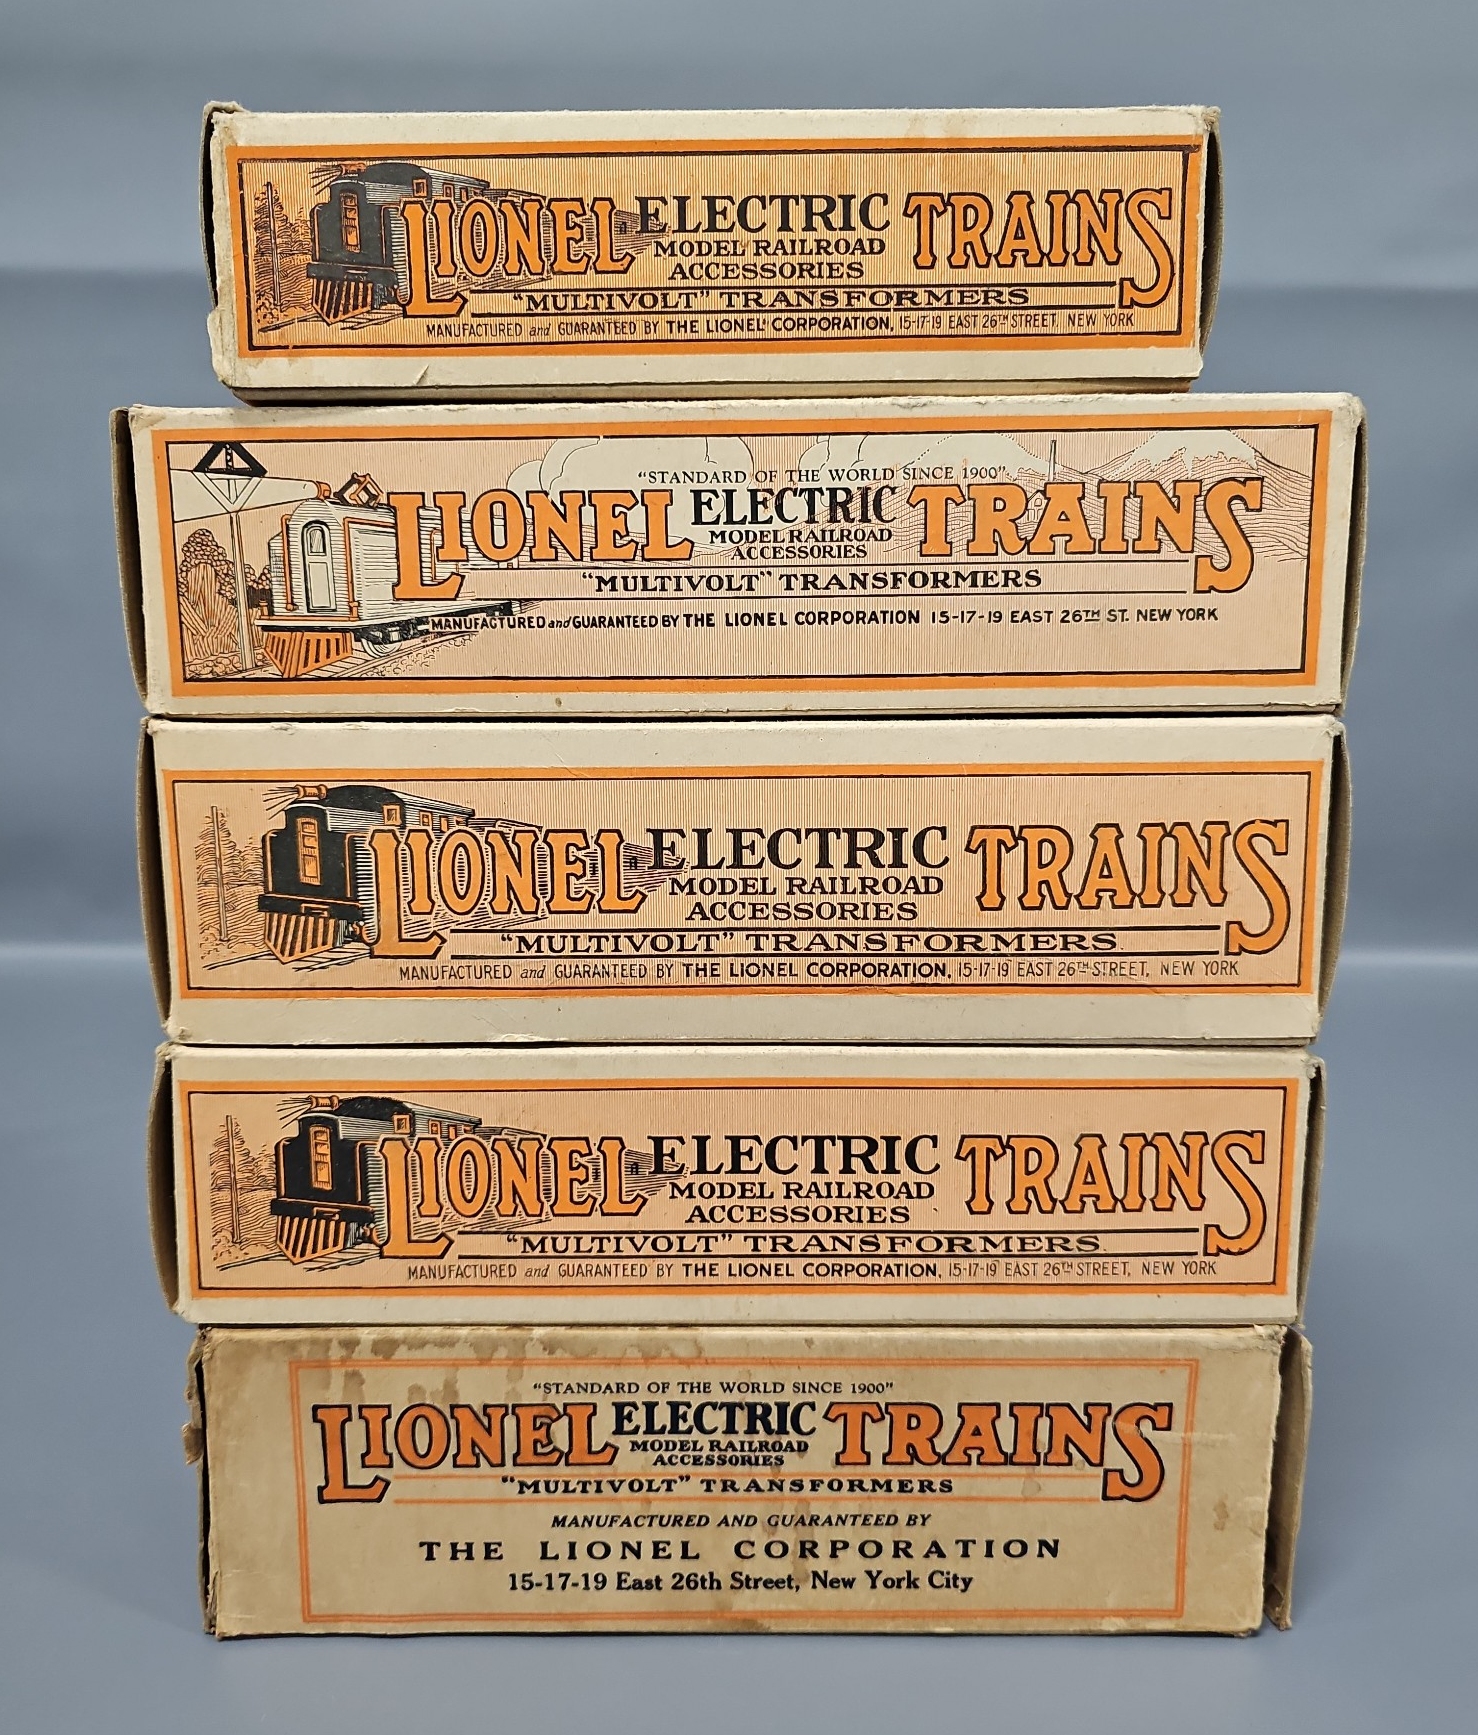 LIONEL ELECTRIC TRAINS
MODEL RAILROAD
ACCESSORIES
"MULTIVOLT" TRANSFORMERS
MANUFACTURED and GUARANTEED BY THE LIONEL CORPORATION, 15-17-19 EAST 26TH STREET, NEW YORK
"STANDARD OF THE WORLD SINCE 1900"
LIONEL ELECTRIC TRAINS
MODEL RAILROAD
ACCESSORIES
"MULTIVOLT" TRANSFORMERS
MANUFACTURED and GUARANTEED BY THE LIONEL CORPORATION 15-17-19 EAST 26TH ST. NEW YORK
LIONEL ELECTRIC TRAINS
MODEL RAILROAD
ACCESSORIES
"MULTIVOLT" TRANSFORMERS.
MANUFACTURED and GUARANTEED BY THE LIONEL CORPORATION, 15-17-19 EAST 26TH STREET, NEW YORK
LIONEL ELECTRIC TRAINS
MODEL RAILROAD
ACCESSORIES
"MULTIVOLT" TRANSFORMERS.
MANUFACTURED and GUARANTEED BY THE LIONEL CORPORATION, 15-17-19 EAST 26TH STREET, NEW YORK
"STANDARD OF THE WORLD SINCE 1900"
LIONEL ELECTRIC TRAINS
MODEL RAILROAD
ACCESSORIES
"MULTIVOLT" TRANSFORMERS
MANUFACTURED AND GUARANTEED BY
THE LIONEL CORPORATION
15-17-19 East 26th Street, New York City